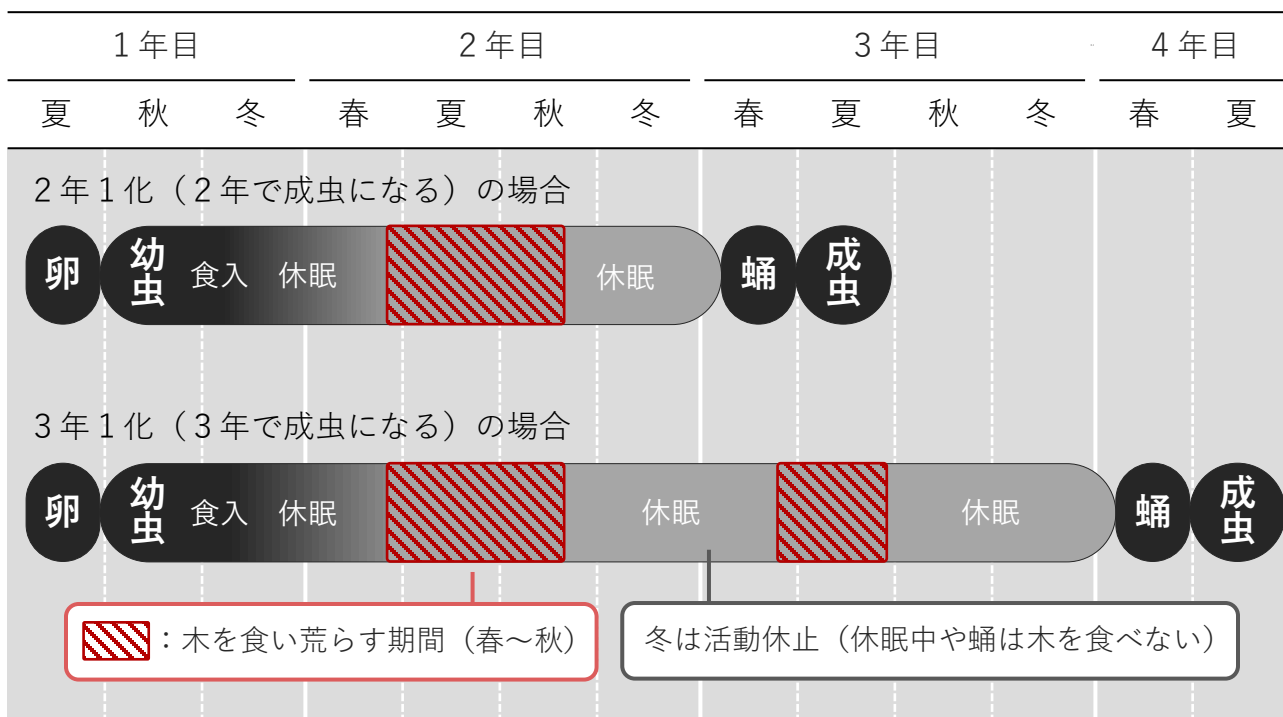 1年目 2年目 3年目 4年目
夏 秋 冬 春 夏 秋 冬 春 夏 秋 冬 春 夏
2年1化（2年で成虫になる）の場合
卵 幼虫 食入 休眠 休眠 蛹 成虫
3年1化（3年で成虫になる）の場合
卵 幼虫 食入 休眠 休眠 休眠 蛹 成虫
：木を食い荒らす期間（春〜秋）
冬は活動休止（休眠中や蛹は木を食べない）